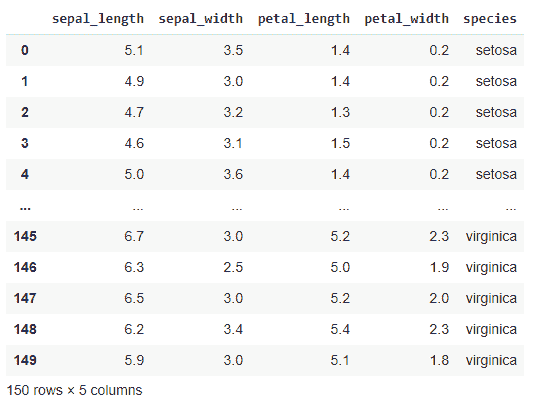 sepal_length sepal_width petal_length petal_width species
0 5.1 3.5 1.4 0.2 setosa
1 4.9 3.0 1.4 0.2 setosa
2 4.7 3.2 1.3 0.2 setosa
3 4.6 3.1 1.5 0.2 setosa
4 5.0 3.6 1.4 0.2 setosa
... ... ... ... ... ...
145 6.7 3.0 5.2 2.3 virginica
146 6.3 2.5 5.0 1.9 virginica
147 6.5 3.0 5.2 2.0 virginica
148 6.2 3.4 5.4 2.3 virginica
149 5.9 3.0 5.1 1.8 virginica
150 rows × 5 columns